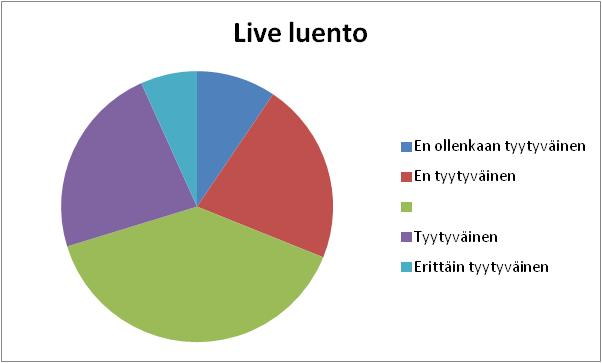 Live luento
En ollenkaan tyytyväinen
En tyytyväinen
Tyytyväinen
Erittäin tyytyväinen